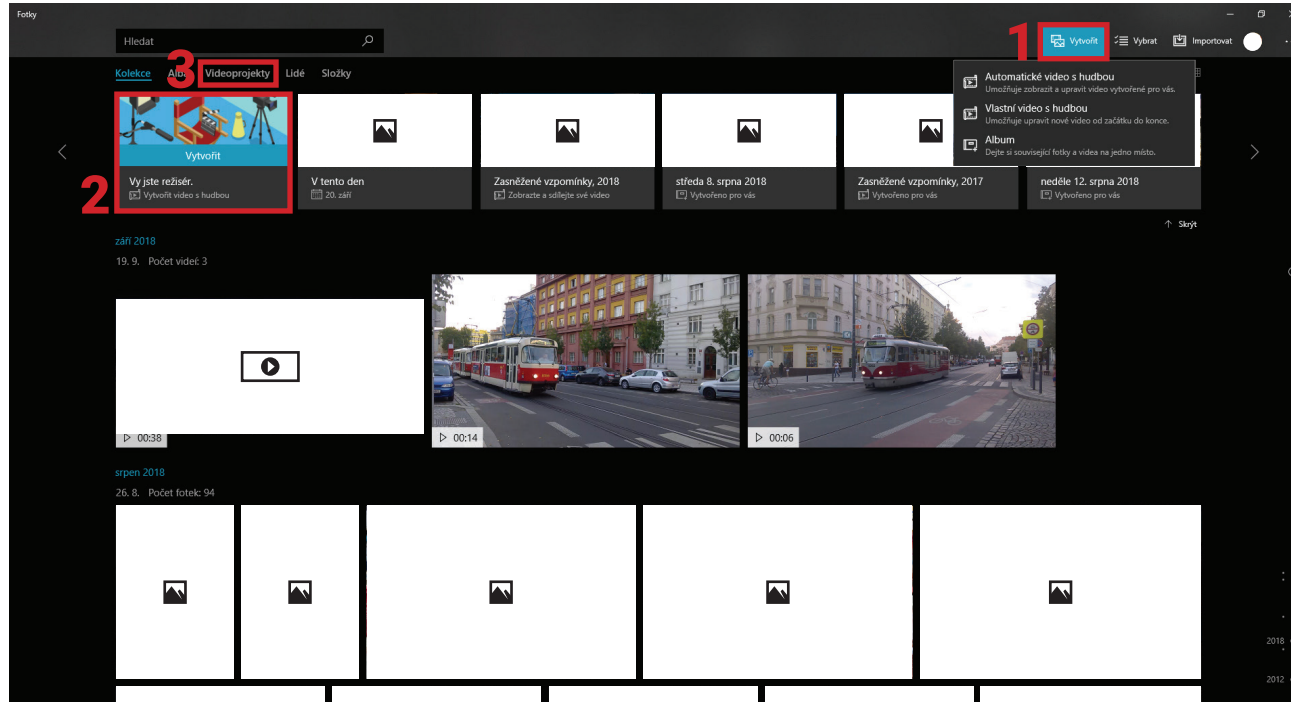 Fotky
Hledat
1
Vytvořit
Vybrat
Importovat
3
Kolekce Alba Videoprojekty Lidé Složky
Automatické video s hudbou
Umožňuje zobrazit a upravit video vytvořené pro vás.
Vlastní video s hudbou
Umožňuje upravit nové video od začátku do konce.
Album
Dejte si související fotky a videa na jedno místo.
Vytvořit
2
Vy jste režisér.
Vytvořit video s hudbou
V tento den
20. září
Zasněžené vzpomínky, 2018
Zobrazte a sdílejte své video
středa 8. srpna 2018
Vytvořeno pro vás
Zasněžené vzpomínky, 2017
Vytvořeno pro vás
neděle 12. srpna 2018
Vytvořeno pro vás
Skrýt
září 2018
19. 9. Počet videí: 3
00:38
00:14
00:06
srpen 2018
26. 8. Počet fotek: 94
2018
2012